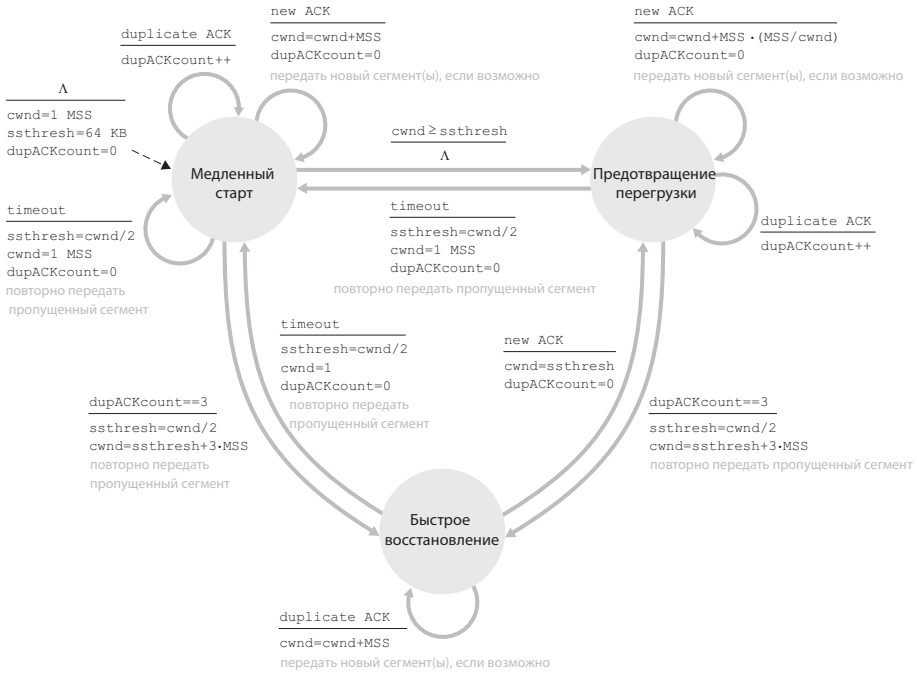 duplicate ACK
dupACKcount++
new ACK
cwnd=cwnd+MSS
dupACKcount=0
передать новый сегмент(ы), если возможно
new ACK
cwnd=cwnd+MSS·(MSS/cwnd)
dupACKcount=0
передать новый сегмент(ы), если возможно
Λ
cwnd=1 MSS
ssthresh=64 KB
dupACKcount=0
Медленный
старт
cwnd≥ssthresh
Λ
Предотвращение
перегрузки
timeout
ssthresh=cwnd/2
cwnd=1 MSS
dupACKcount=0
повторно передать
пропущенный сегмент
timeout
ssthresh=cwnd/2
cwnd=1 MSS
dupACKcount=0
повторно передать пропущенный сегмент
duplicate ACK
dupACKcount++
timeout
ssthresh=cwnd/2
cwnd=1
dupACKcount=0
повторно передать
пропущенный сегмент
new ACK
cwnd=ssthresh
dupACKcount=0
dupACKcount==3
ssthresh=cwnd/2
cwnd=ssthresh+3·MSS
повторно передать
пропущенный сегмент
dupACKcount==3
ssthresh=cwnd/2
cwnd=ssthresh+3·MSS
повторно передать пропущенный сегмент
Быстрое
восстановление
duplicate ACK
cwnd=cwnd+MSS
передать новый сегмент(ы), если возможно